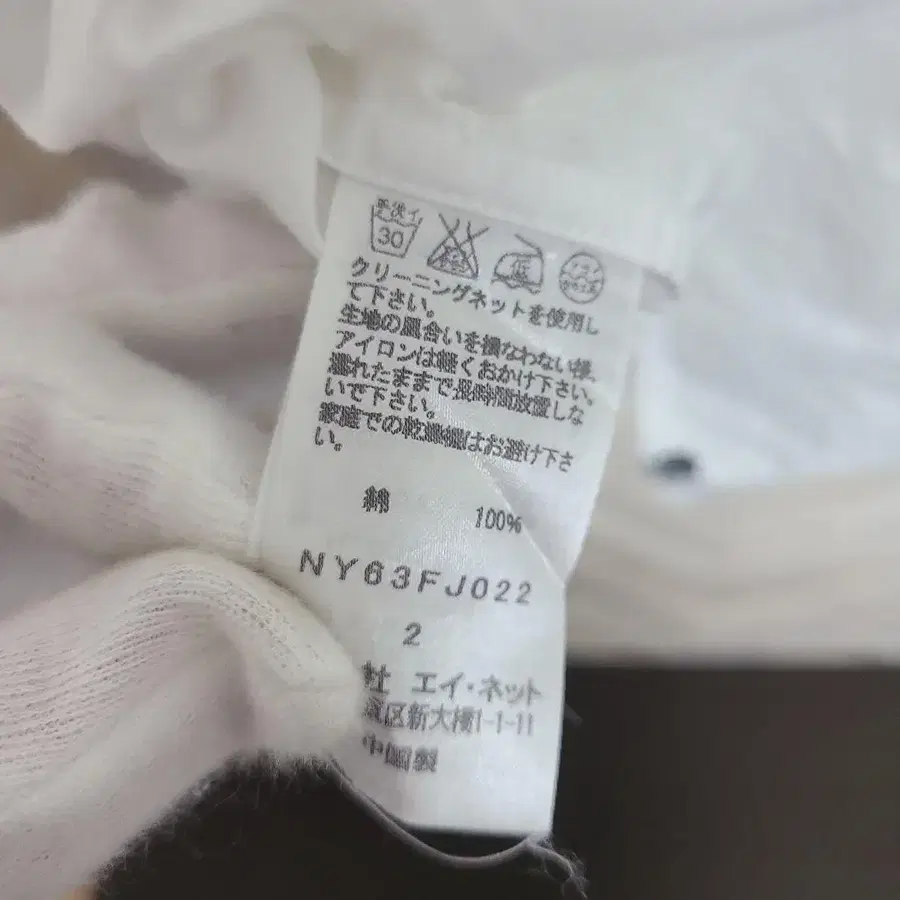 手洗イ
30
低
クリーニングネットを使用し
て下さい。
生地の風合いを損なわない様、
アイロンは軽くおかけ下さい。
濡れたままで長時間放置しな
いで下さい。
家庭での乾燥機はお避け下さ
い。
綿 100%
NY63FJ022
2
社 エイ・ネット
区新大橋1-1-11
中国製